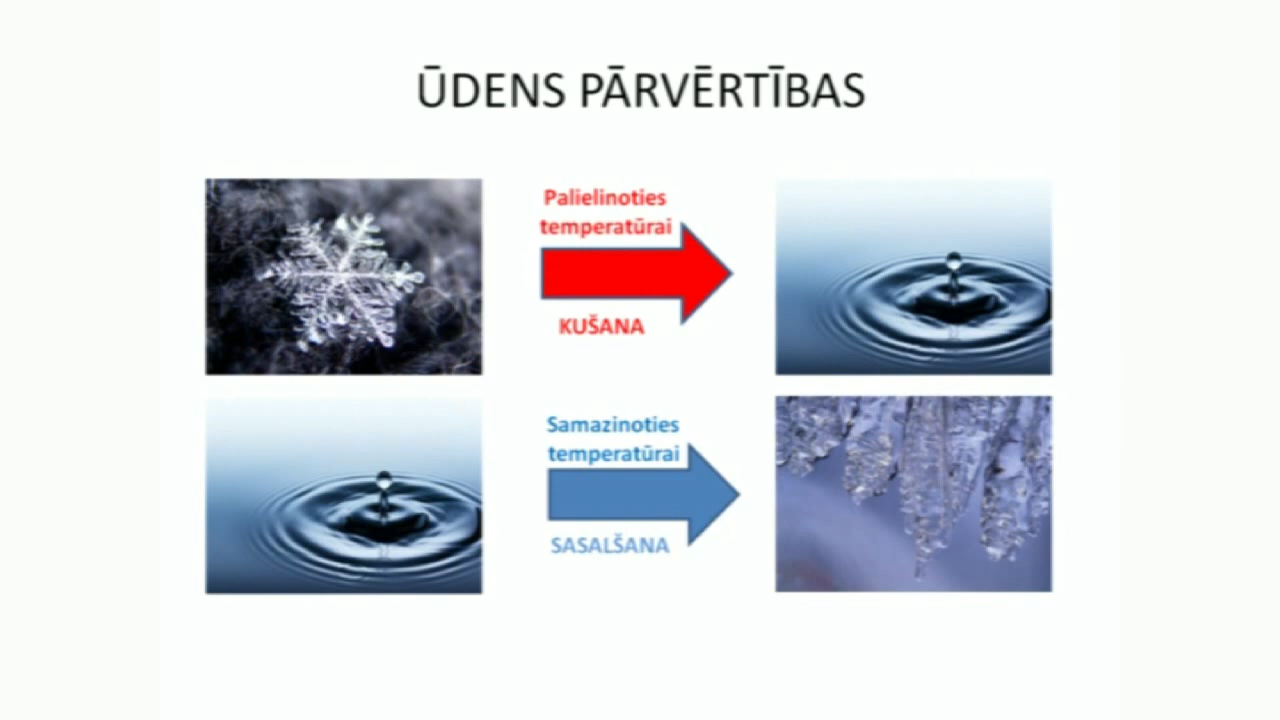 ŪDENS PĀRVĒRTĪBAS
Palielinoties
temperatūrai
KUŠANA
Samazinoties
temperatūrai
SASALŠANA